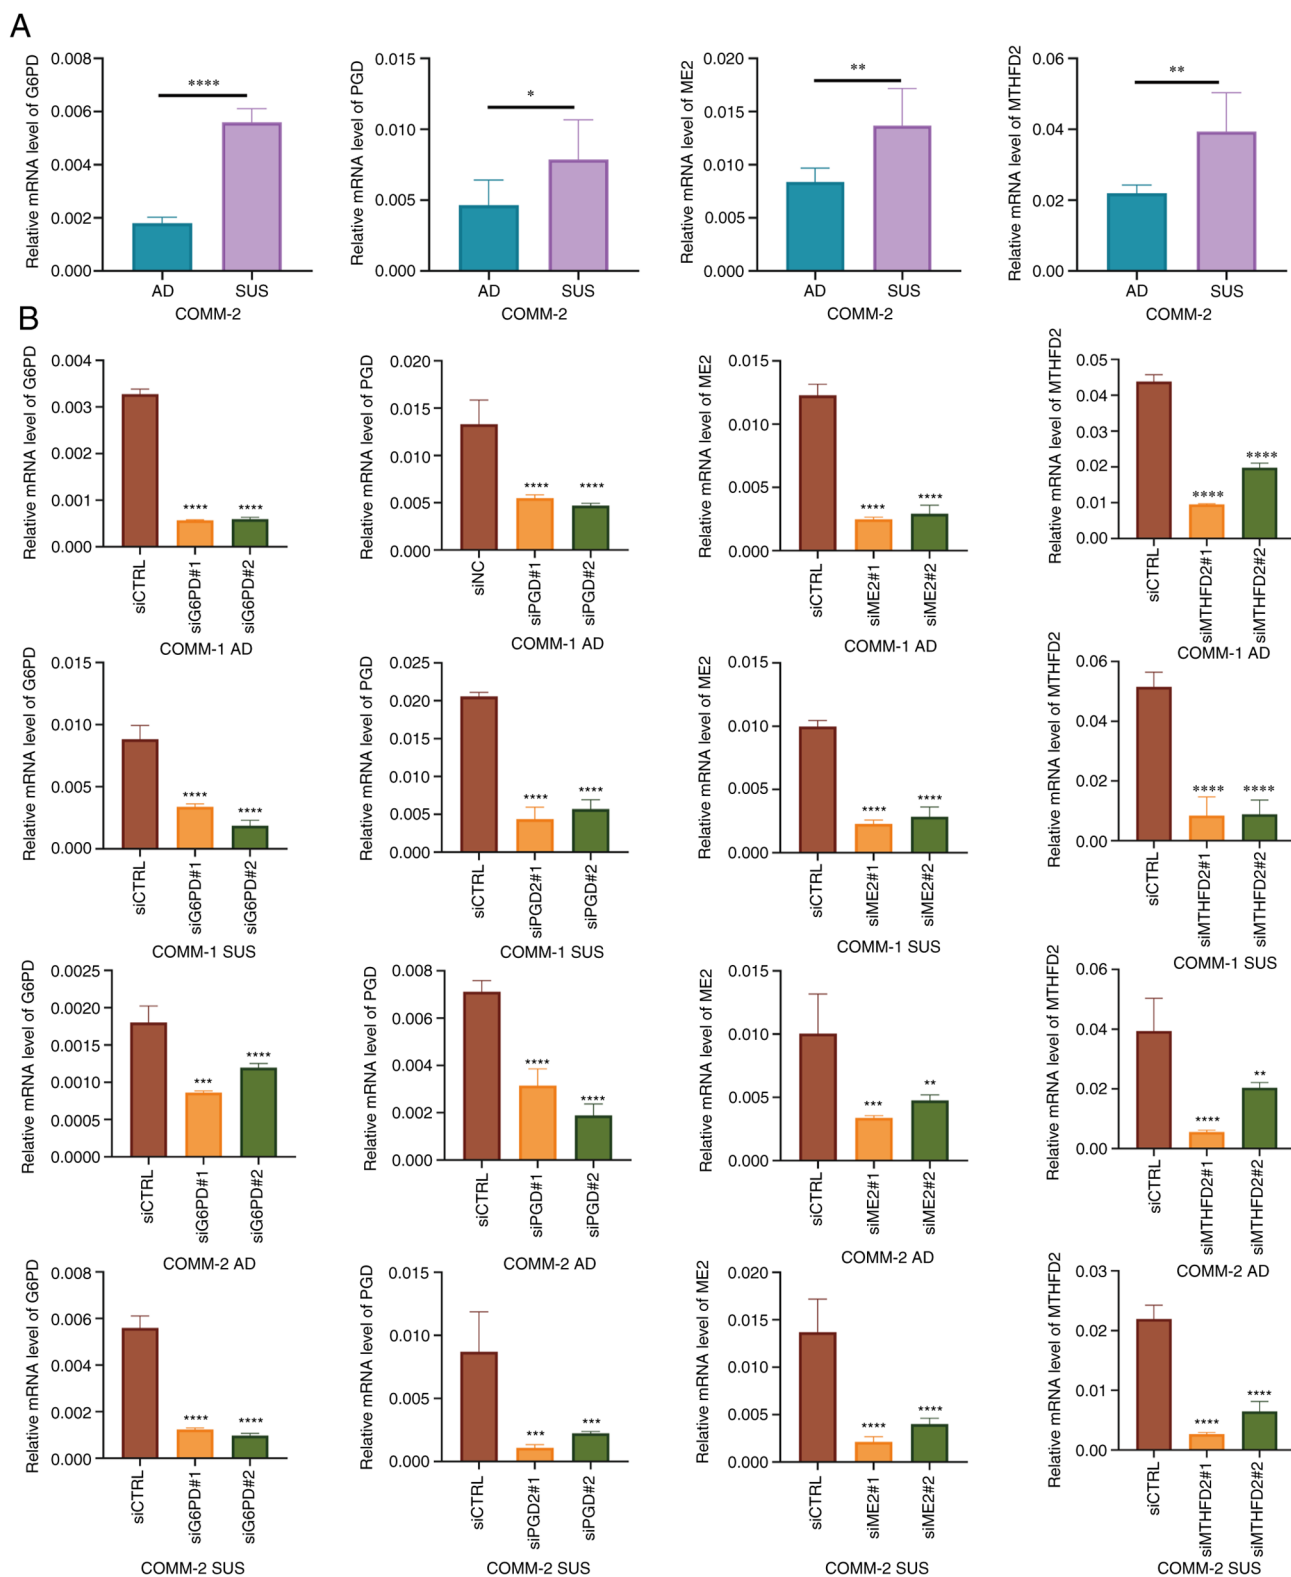 A
Relative mRNA level of G6PD
0.008
0.006
0.004
0.002
0.000
****
AD
SUS
COMM-2
Relative mRNA level of PGD
0.015
0.010
0.005
0.000
*
AD
SUS
COMM-2
Relative mRNA level of ME2
0.020
0.015
0.010
0.005
0.000
**
AD
SUS
COMM-2
Relative mRNA level of MTHFD2
0.06
0.04
0.02
0.00
**
AD
SUS
COMM-2
B
Relative mRNA level of G6PD
0.004
0.003
0.002
0.001
0.000
****
****
siCTRL
siG6PD#1
siG6PD#2
COMM-1 AD
Relative mRNA level of PGD
0.020
0.015
0.010
0.005
0.000
****
****
siNC
siPGD#1
siPGD#2
COMM-1 AD
Relative mRNA level of ME2
0.015
0.010
0.005
0.000
****
****
siCTRL
siME2#1
siME2#2
COMM-1 AD
Relative mRNA level of MTHFD2
0.05
0.04
0.03
0.02
0.01
0.00
****
****
siCTRL
siMTHFD2#1
siMTHFD2#2
COMM-1 AD
Relative mRNA level of G6PD
0.015
0.010
0.005
0.000
****
****
siCTRL
siG6PD#1
siG6PD#2
COMM-1 SUS
Relative mRNA level of PGD
0.025
0.020
0.015
0.010
0.005
0.000
****
****
siCTRL
siPGD2#1
siPGD#2
COMM-1 SUS
Relative mRNA level of ME2
0.015
0.010
0.005
0.000
****
****
siCTRL
siME2#1
siME2#2
COMM-1 SUS
Relative mRNA level of MTHFD2
0.06
0.04
0.02
0.00
****
****
siCTRL
siMTHFD2#1
siMTHFD2#2
COMM-1 SUS
Relative mRNA level of G6PD
0.0025
0.0020
0.0015
0.0010
0.0005
0.0000
***
****
siCTRL
siG6PD#1
siG6PD#2
COMM-2 AD
Relative mRNA level of PGD
0.008
0.006
0.004
0.002
0.000
****
****
siCTRL
siPGD#1
siPGD#2
COMM-2 AD
Relative mRNA level of ME2
0.015
0.010
0.005
0.000
***
**
siCTRL
siME2#1
siME2#2
COMM-2 AD
Relative mRNA level of MTHFD2
0.06
0.04
0.02
0.00
****
**
siCTRL
siMTHFD2#1
siMTHFD2#2
COMM-2 AD
Relative mRNA level of G6PD
0.008
0.006
0.004
0.002
0.000
****
****
siCTRL
siG6PD#1
siG6PD#2
COMM-2 SUS
Relative mRNA level of PGD
0.015
0.010
0.005
0.000
***
***
siCTRL
siPGD2#1
siPGD#2
COMM-2 SUS
Relative mRNA level of ME2
0.020
0.015
0.010
0.005
0.000
****
****
siCTRL
siME2#1
siME2#2
COMM-2 SUS
Relative mRNA level of MTHFD2
0.03
0.02
0.01
0.00
****
****
siCTRL
siMTHFD2#1
siMTHFD2#2
COMM-2 SUS